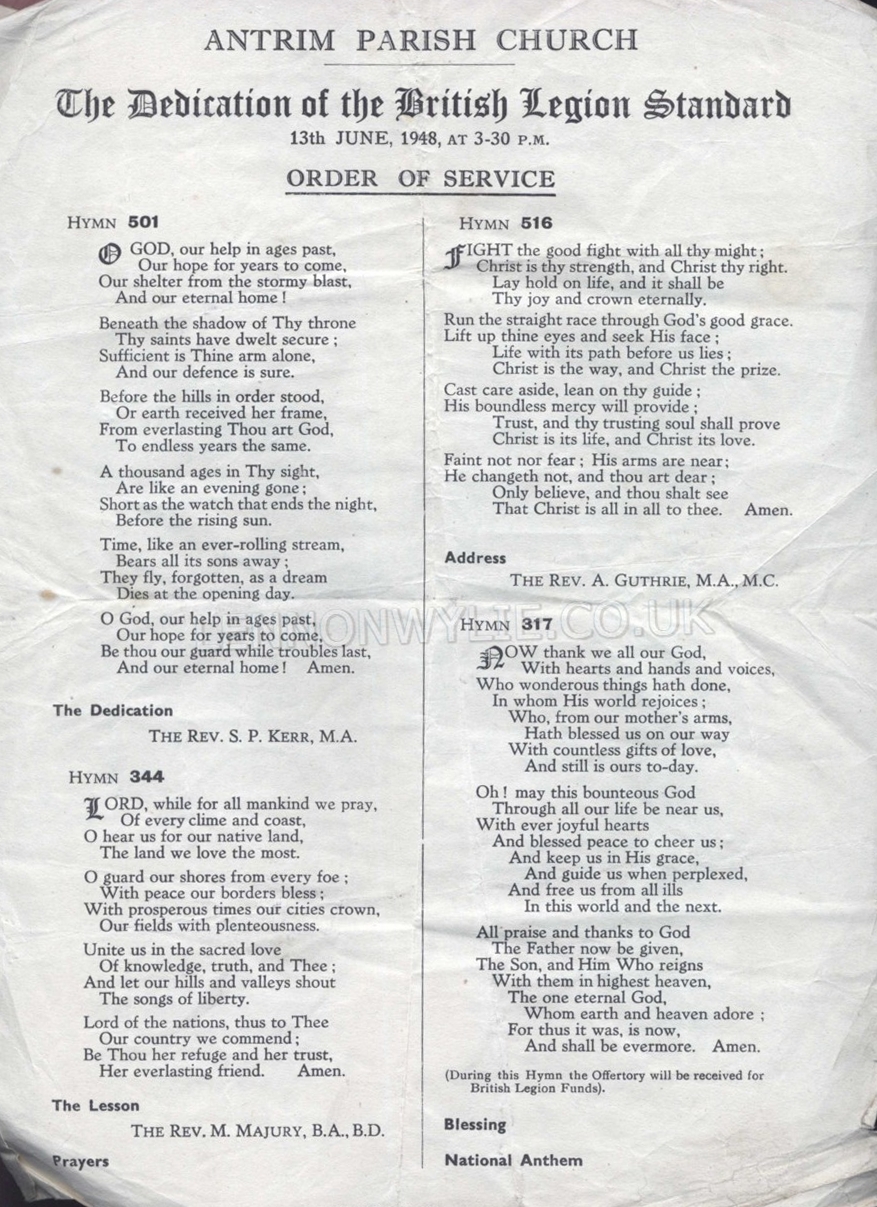 ANTRIM PARISH CHURCH
The Dedication of the British Legion Standard
13th JUNE, 1948, AT 3-30 P.M.
ORDER OF SERVICE
HYMN 501
O GOD, our help in ages past,
Our hope for years to come,
Our shelter from the stormy blast,
And our eternal home !
Beneath the shadow of Thy throne
Thy saints have dwelt secure ;
Sufficient is Thine arm alone,
And our defence is sure.
Before the hills in order stood,
Or earth received her frame,
From everlasting Thou art God,
To endless years the same.
A thousand ages in Thy sight,
Are like an evening gone ;
Short as the watch that ends the night,
Before the rising sun.
Time, like an ever-rolling stream,
Bears all its sons away ;
They fly, forgotten, as a dream
Dies at the opening day.
O God, our help in ages past,
Our hope for years to come,
Be thou our guard while troubles last,
And our eternal home ! Amen.
The Dedication
THE REV. S. P. KERR, M.A.
HYMN 344
LORD, while for all mankind we pray,
Of every clime and coast,
O hear us for our native land,
The land we love the most.
O guard our shores from every foe ;
With peace our borders bless ;
With prosperous times our cities crown,
Our fields with plenteousness.
Unite us in the sacred love
Of knowledge, truth, and Thee ;
And let our hills and valleys shout
The songs of liberty.
Lord of the nations, thus to Thee
Our country we commend ;
Be Thou her refuge and her trust,
Her everlasting friend. Amen.
The Lesson
THE REV. M. MAJURY, B.A., B.D.
Prayers
HYMN 516
FIGHT the good fight with all thy might ;
Christ is thy strength, and Christ thy right.
Lay hold on life, and it shall be
Thy joy and crown eternally.
Run the straight race through God's good grace.
Lift up thine eyes and seek His face ;
Life with its path before us lies ;
Christ is the way, and Christ the prize.
Cast care aside, lean on thy guide ;
His boundless mercy will provide ;
Trust, and thy trusting soul shall prove
Christ is its life, and Christ its love.
Faint not nor fear ; His arms are near ;
He changeth not, and thou art dear ;
Only believe, and thou shalt see
That Christ is all in all to thee. Amen.
Address
THE REV. A. GUTHRIE, M.A., M.C.
NNONWYLIE.CO.UK
HYMN 317
NOW thank we all our God,
With hearts and hands and voices,
Who wonderous things hath done,
In whom His world rejoices ;
Who, from our mother's arms,
Hath blessed us on our way
With countless gifts of love,
And still is ours to-day.
Oh ! may this bounteous God
Through all our life be near us,
With ever joyful hearts
And blessed peace to cheer us ;
And keep us in His grace,
And guide us when perplexed,
And free us from all ills
In this world and the next.
All praise and thanks to God
The Father now be given,
The Son, and Him Who reigns
With them in highest heaven,
The one eternal God,
Whom earth and heaven adore ;
For thus it was, is now,
And shall be evermore. Amen.
(During this Hymn the Offertory will be received for
British Legion Funds).
Blessing
National Anthem